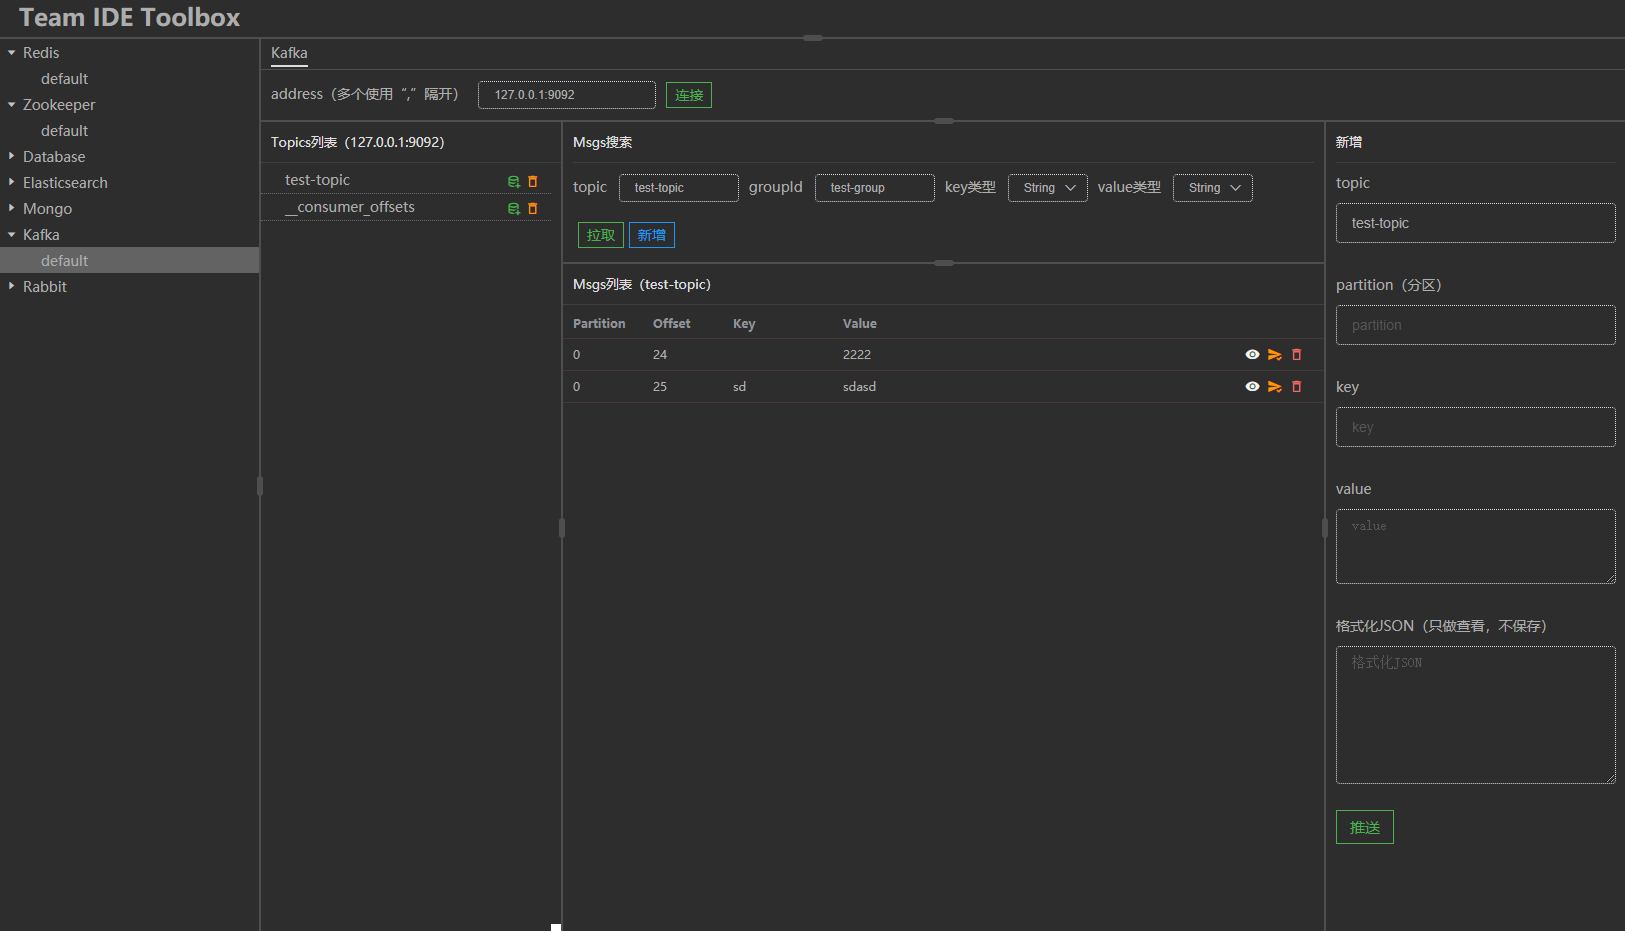 Team IDE Toolbox
Redis
default
Zookeeper
default
Database
Elasticsearch
Mongo
Kafka
default
Rabbit
Kafka
address（多个使用“,”隔开） 127.0.0.1:9092 连接
Topics列表（127.0.0.1:9092）
test-topic
__consumer_offsets
Msgs搜索
topic test-topic groupId test-group key类型 String value类型 String
拉取 新增
Msgs列表（test-topic）
Partition Offset Key Value
0 24 2222
0 25 sd sdasd
新增
topic
test-topic
partition（分区）
partition
key
key
value
value
格式化JSON（只做查看，不保存）
格式化JSON
推送